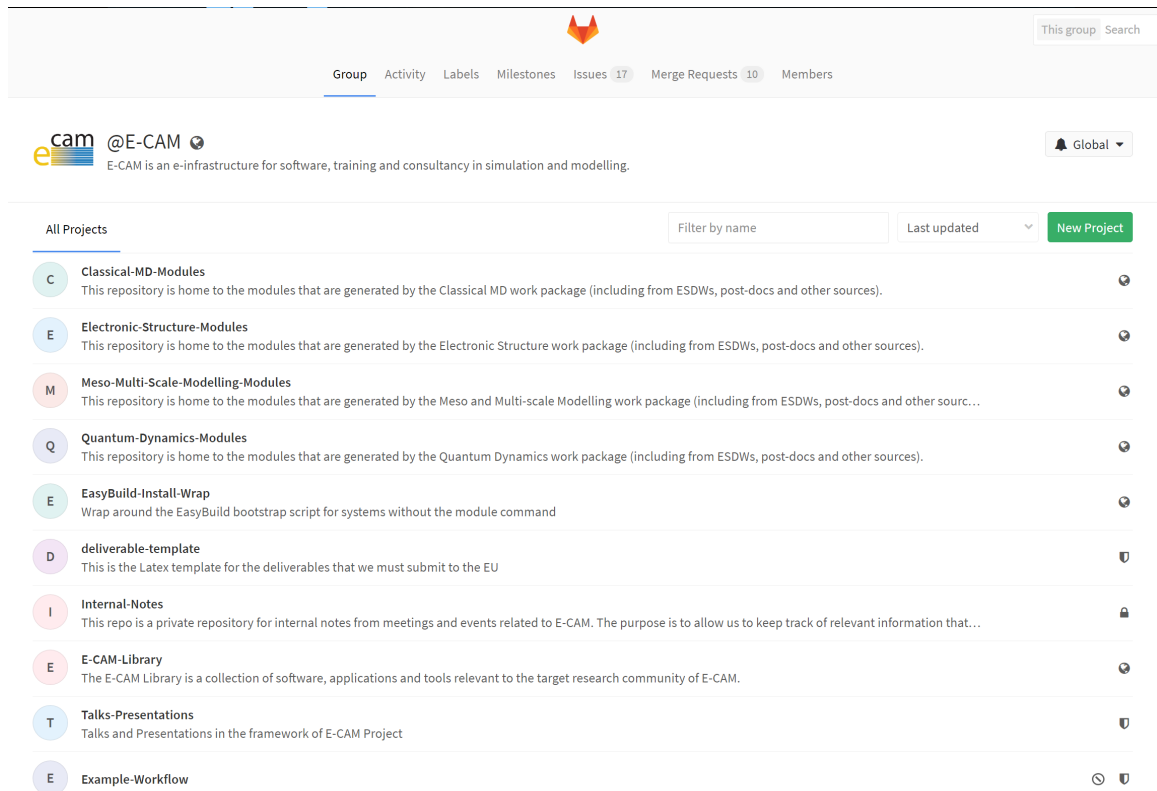 This group Search
Group Activity Labels Milestones Issues 17 Merge Requests 10 Members
e cam
@E-CAM
Global
E-CAM is an e-infrastructure for software, training and consultancy in simulation and modelling.
All Projects
Filter by name
Last updated
New Project
C
Classical-MD-Modules
This repository is home to the modules that are generated by the Classical MD work package (including from ESDWs, post-docs and other sources).
E
Electronic-Structure-Modules
This repository is home to the modules that are generated by the Electronic Structure work package (including from ESDWs, post-docs and other sources).
M
Meso-Multi-Scale-Modelling-Modules
This repository is home to the modules that are generated by the Meso and Multi-scale Modelling work package (including from ESDWs, post-docs and other sourc…
Q
Quantum-Dynamics-Modules
This repository is home to the modules that are generated by the Quantum Dynamics work package (including from ESDWs, post-docs and other sources).
E
EasyBuild-Install-Wrap
Wrap around the EasyBuild bootstrap script for systems without the module command
D
deliverable-template
This is the Latex template for the deliverables that we must submit to the EU
I
Internal-Notes
This repo is a private repository for internal notes from meetings and events related to E-CAM. The purpose is to allow us to keep track of relevant information that…
E
E-CAM-Library
The E-CAM Library is a collection of software, applications and tools relevant to the target research community of E-CAM.
T
Talks-Presentations
Talks and Presentations in the framework of E-CAM Project
E
Example-Workflow